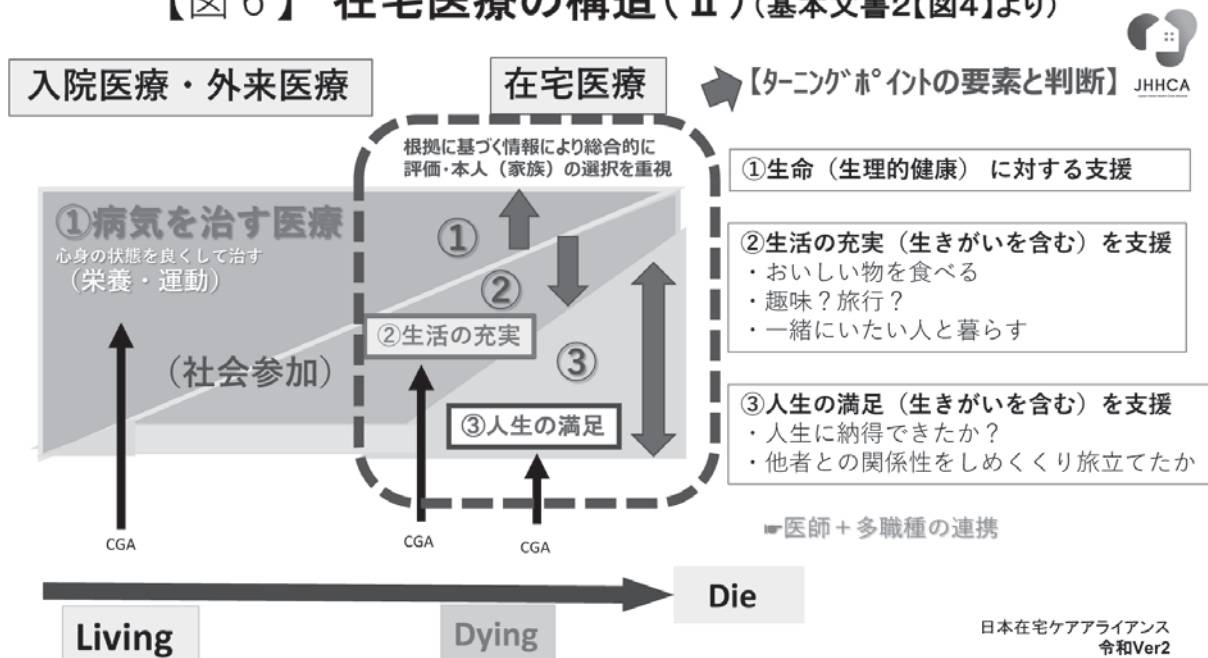 【図6】 在宅医療の構造(Ⅱ)(基本文書2【図4】より)
JHHCA
入院医療・外来医療
在宅医療
【ターニングポイントの要素と判断】
根拠に基づく情報により総合的に
評価・本人（家族）の選択を重視
①病気を治す医療
心身の状態を良くして治す
（栄養・運動）
（社会参加）
①
②
②生活の充実
③
③人生の満足
CGA
CGA
CGA
①生命（生理的健康） に対する支援
②生活の充実（生きがいを含む）を支援
・おいしい物を食べる
・趣味？旅行？
・一緒にいたい人と暮らす
③人生の満足（生きがいを含む）を支援
・人生に納得できたか？
・他者との関係性をしめくくり旅立てたか
☛医師＋多職種の連携
Living
Dying
Die
日本在宅ケアアライアンス
令和Ver2